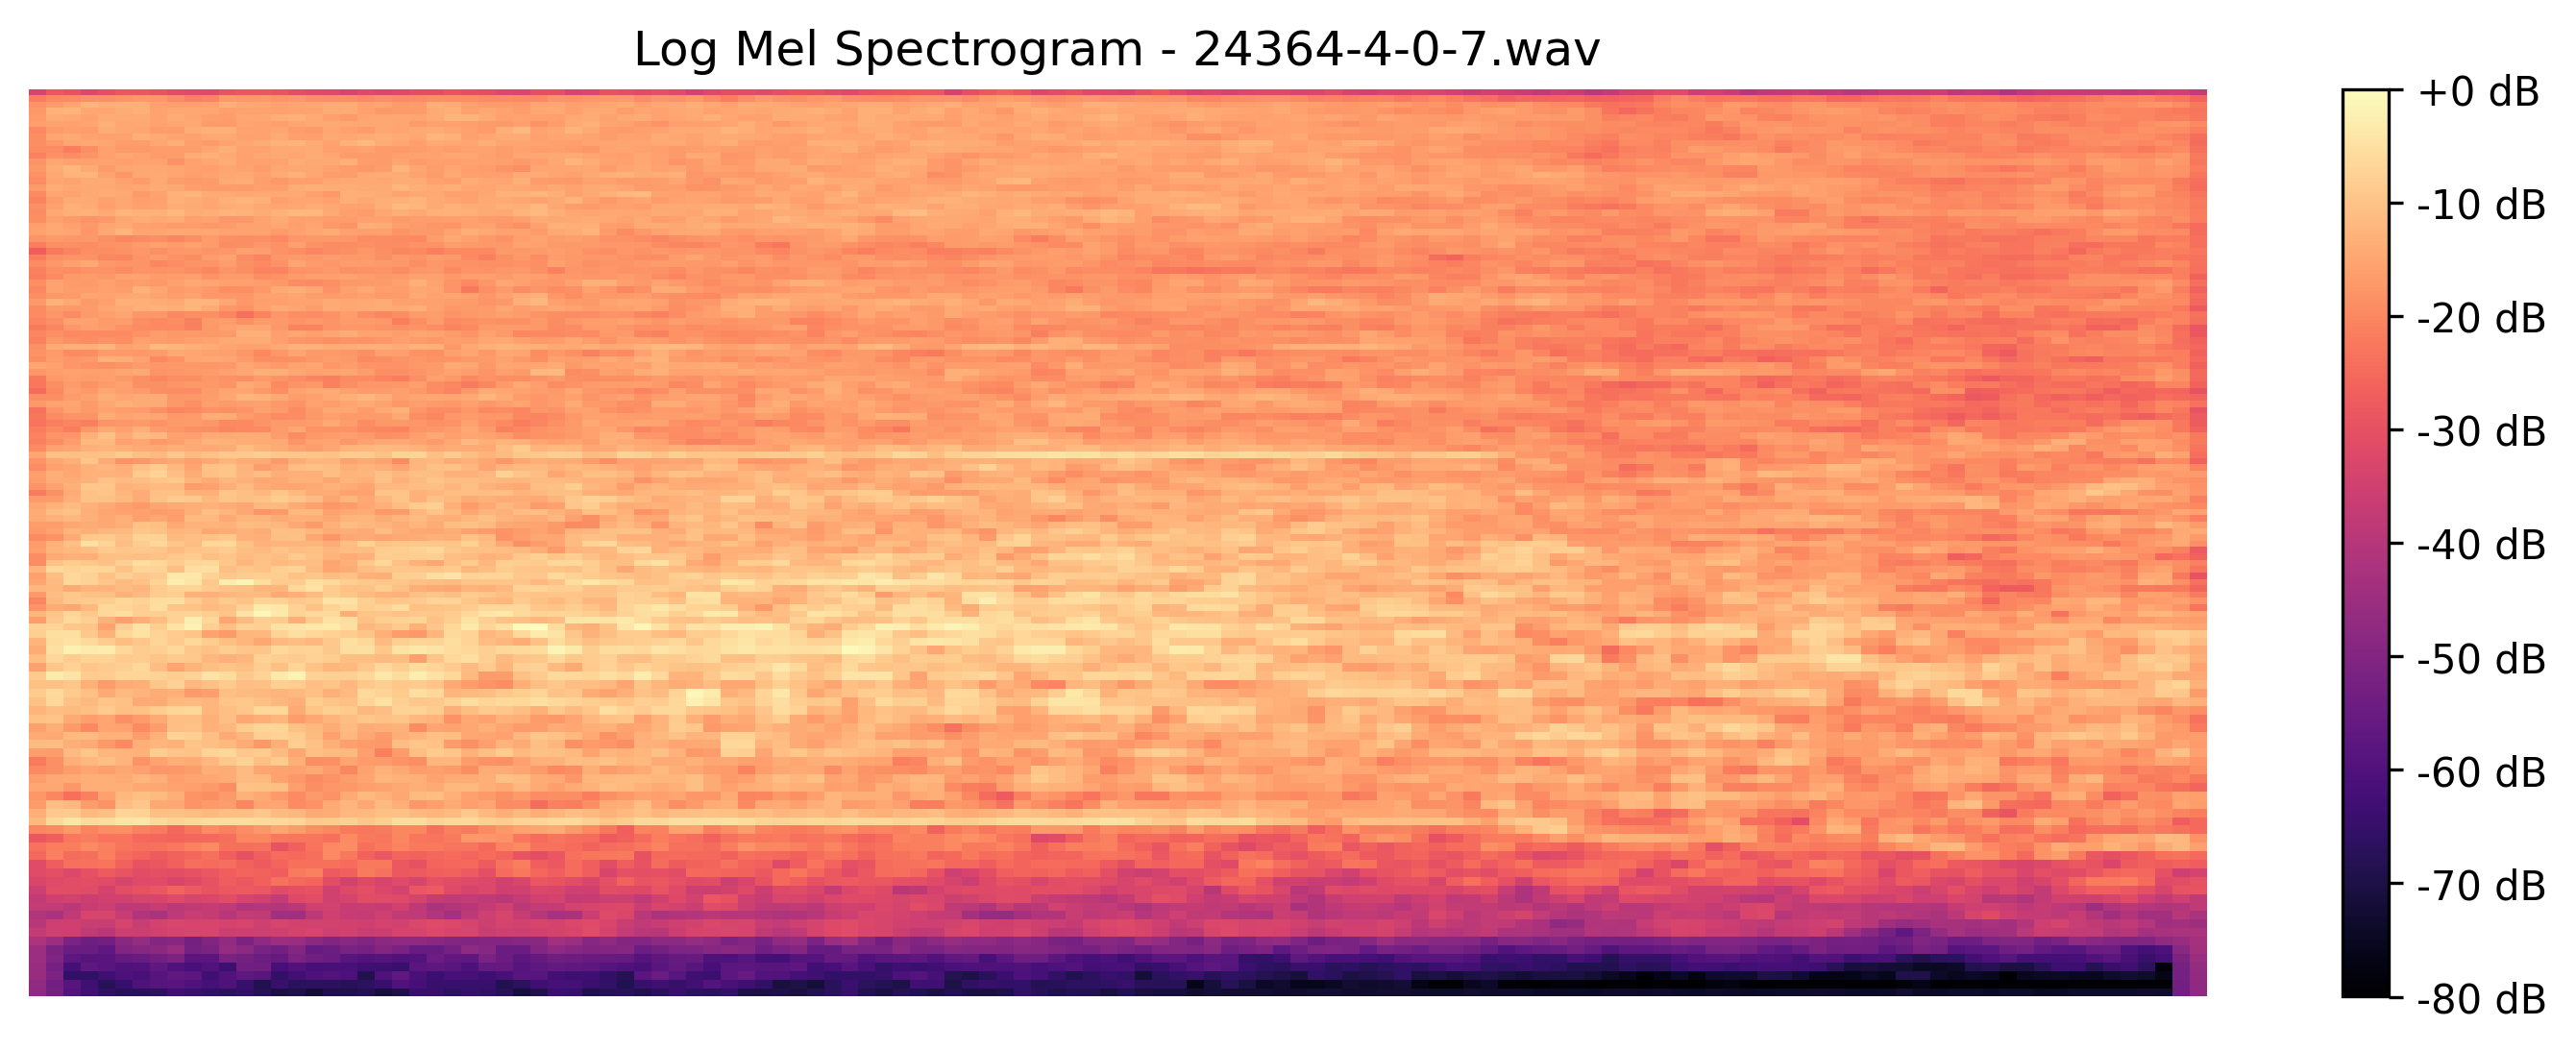 Log Mel Spectrogram - 24364-4-0-7.wav
+0 dB
-10 dB
-20 dB
-30 dB
-40 dB
-50 dB
-60 dB
-70 dB
-80 dB